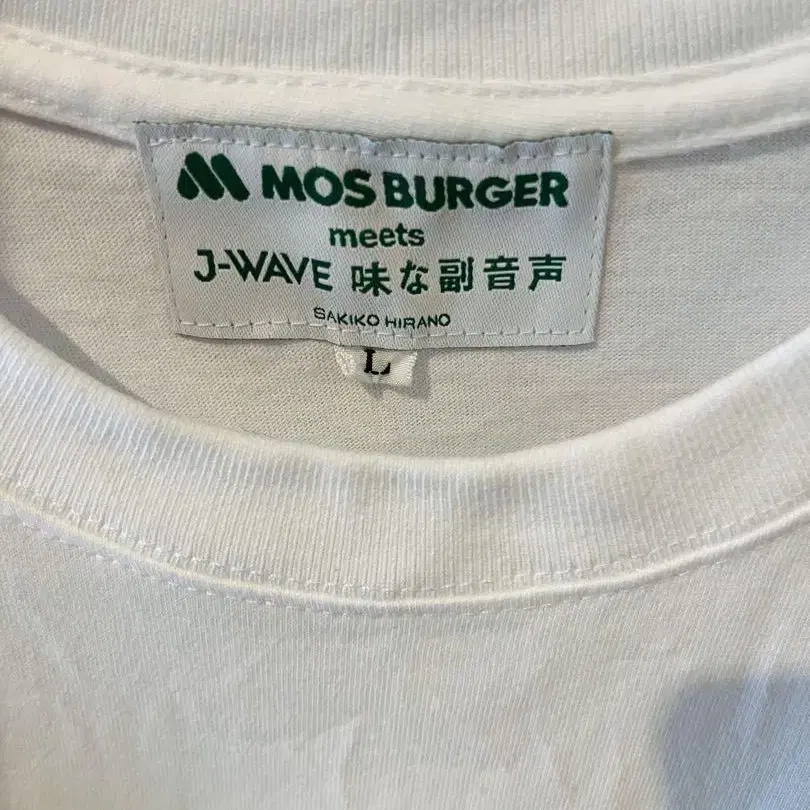 MOS BURGER
meets
J-WAVE 味な副音声
SAKIKO HIRANO
L